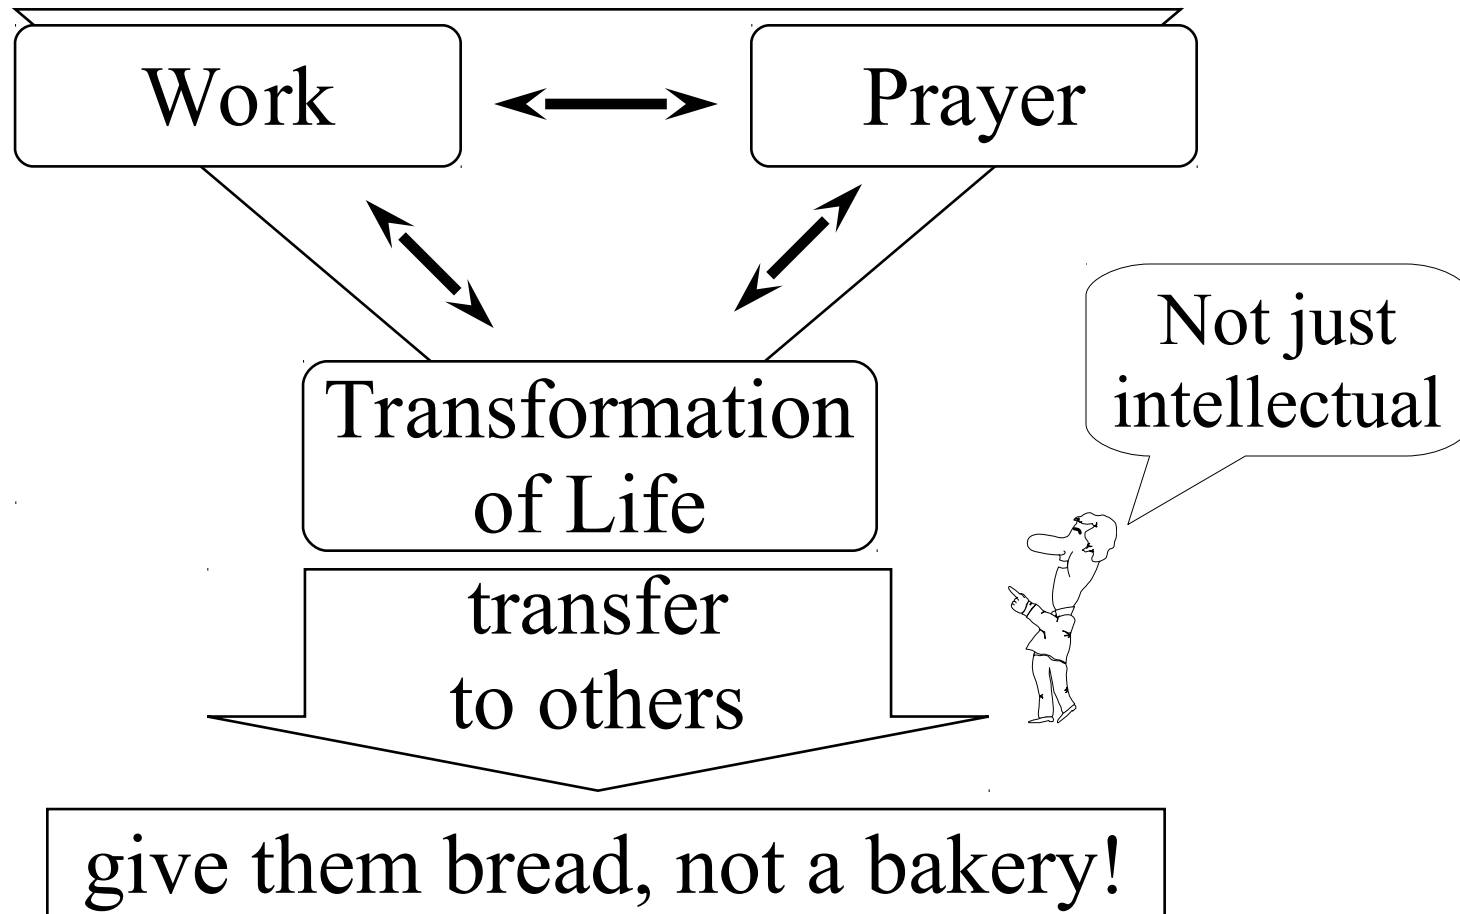 Work
Prayer
Transformation
of Life
Not just
intellectual
transfer
to others
give them bread, not a bakery!